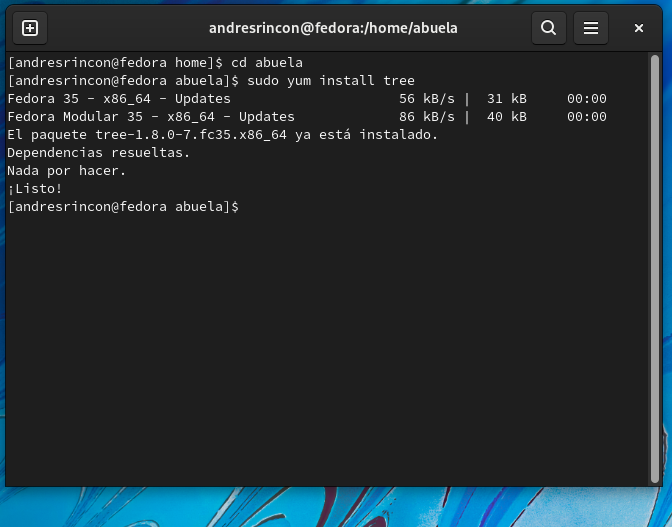 andresrincon@fedora:/home/abuela
[andresrincon@fedora home]$ cd abuela
[andresrincon@fedora abuela]$ sudo yum install tree
Fedora 35 - x86_64 - Updates                     56 kB/s |  31 kB     00:00
Fedora Modular 35 - x86_64 - Updates             86 kB/s |  40 kB     00:00
El paquete tree-1.8.0-7.fc35.x86_64 ya está instalado.
Dependencias resueltas.
Nada por hacer.
¡Listo!
[andresrincon@fedora abuela]$